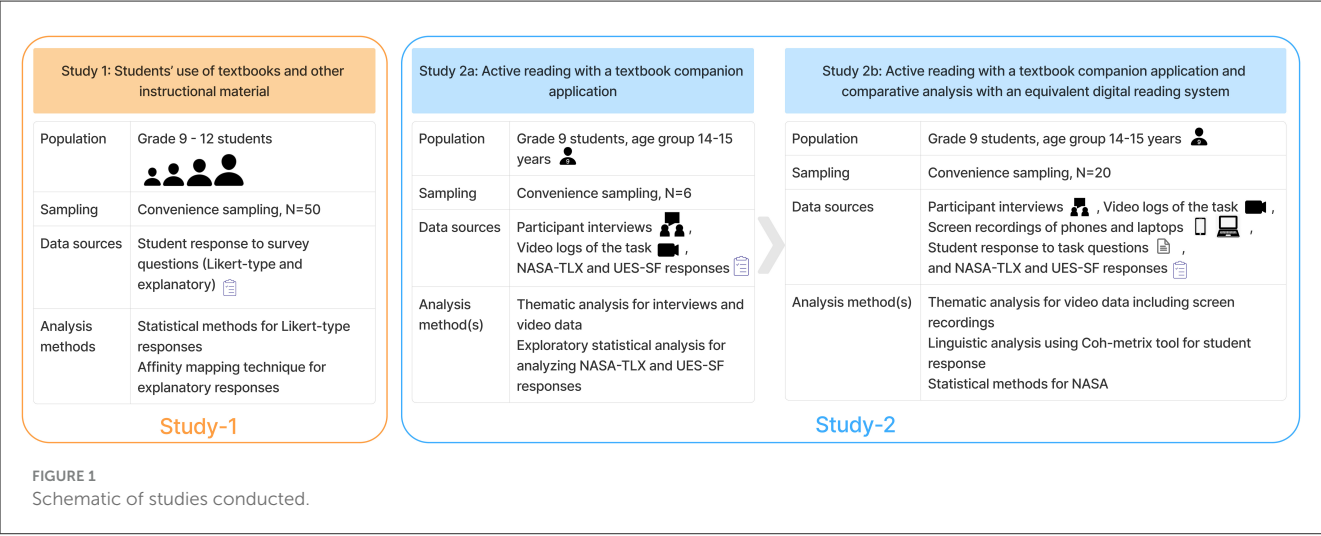 Study 1: Students' use of textbooks and other
instructional material
Population
Grade 9 - 12 students
Sampling
Convenience sampling, N=50
Data sources
Student response to survey
questions (Likert-type and
explanatory)
Analysis
methods
Statistical methods for Likert-type
responses
Affinity mapping technique for
explanatory responses
Study-1
Study 2a: Active reading with a textbook companion
application
Population
Grade 9 students, age group 14-15
years
9
Sampling
Convenience sampling, N=6
Data sources
Participant interviews ,
Video logs of the task ,
NASA-TLX and UES-SF responses
Analysis
method(s)
Thematic analysis for interviews and
video data
Exploratory statistical analysis for
analyzing NASA-TLX and UES-SF
responses
Study 2b: Active reading with a textbook companion application and
comparative analysis with an equivalent digital reading system
Population
Grade 9 students, age group 14-15 years
9
Sampling
Convenience sampling, N=20
Data sources
Participant interviews , Video logs of the task ,
Screen recordings of phones and laptops ,
Student response to task questions ,
and NASA-TLX and UES-SF responses
Analysis method(s)
Thematic analysis for video data including screen
recordings
Linguistic analysis using Coh-metrix tool for student
response
Statistical methods for NASA
Study-2
FIGURE 1
Schematic of studies conducted.